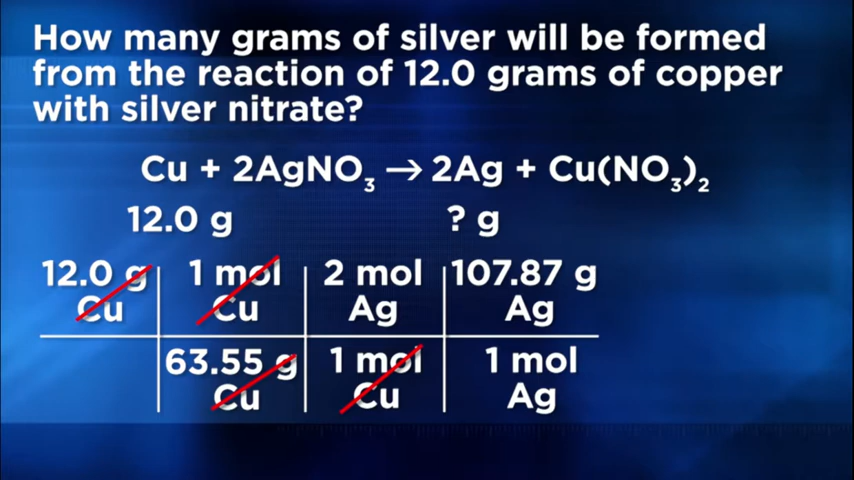 How many grams of silver will be formed
from the reaction of 12.0 grams of copper
with silver nitrate?
Cu + 2AgNO₃ → 2Ag + Cu(NO₃)₂
12.0 g ? g
12.0 g 1 mol 2 mol 107.87 g
Cu Cu Ag Ag
63.55 g 1 mol 1 mol
Cu Cu Ag